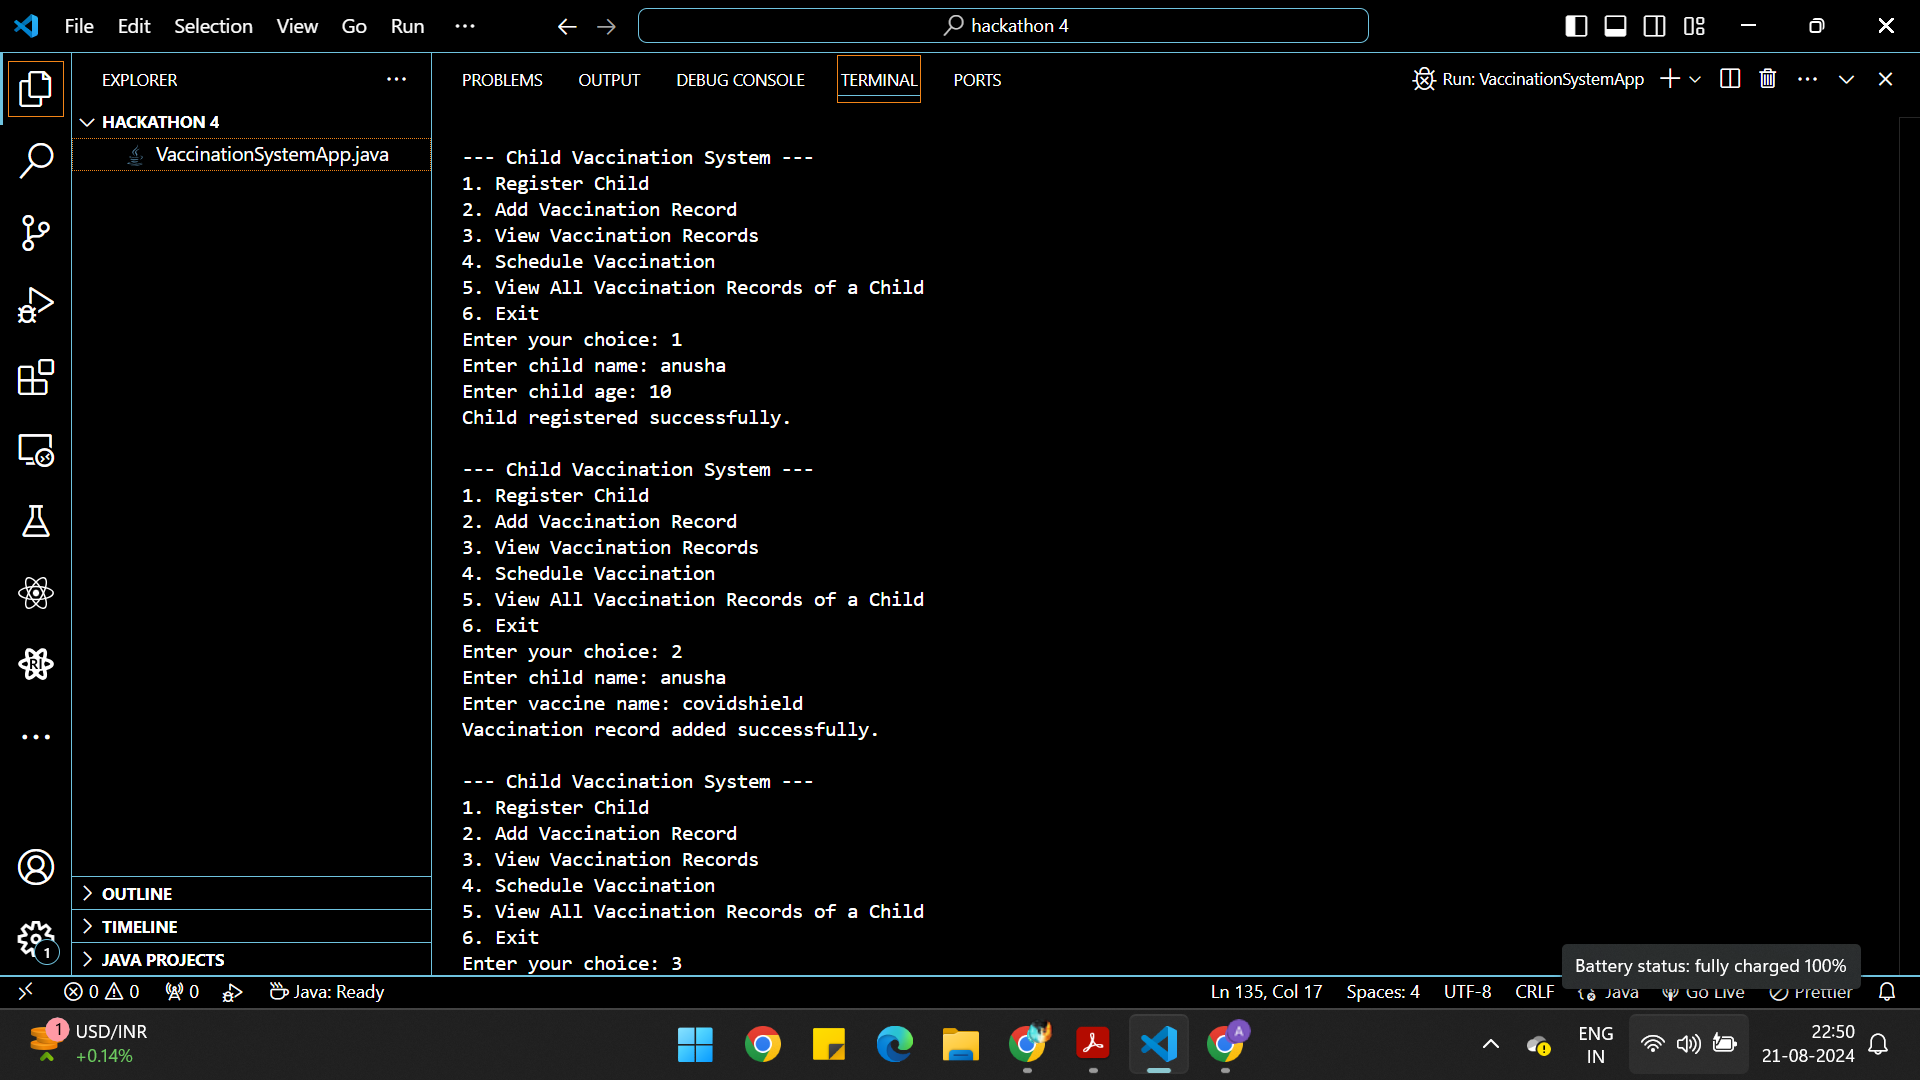 File Edit Selection View Go Run ··· hackathon 4
EXPLORER ···
PROBLEMS OUTPUT DEBUG CONSOLE TERMINAL PORTS Run: VaccinationSystemApp
HACKATHON 4
VaccinationSystemApp.java
--- Child Vaccination System ---
1. Register Child
2. Add Vaccination Record
3. View Vaccination Records
4. Schedule Vaccination
5. View All Vaccination Records of a Child
6. Exit
Enter your choice: 1
Enter child name: anusha
Enter child age: 10
Child registered successfully.
--- Child Vaccination System ---
1. Register Child
2. Add Vaccination Record
3. View Vaccination Records
4. Schedule Vaccination
5. View All Vaccination Records of a Child
6. Exit
Enter your choice: 2
Enter child name: anusha
Enter vaccine name: covidshield
Vaccination record added successfully.
--- Child Vaccination System ---
1. Register Child
2. Add Vaccination Record
3. View Vaccination Records
4. Schedule Vaccination
5. View All Vaccination Records of a Child
6. Exit
Enter your choice: 3
RI
1
OUTLINE
TIMELINE
JAVA PROJECTS
Battery status: fully charged 100%
0 0 0 Java: Ready Ln 135, Col 17 Spaces: 4 UTF-8 CRLF Java Go Live Prettier
1 USD/INR
+0.14%
A
ENG
IN
22:50
21-08-2024